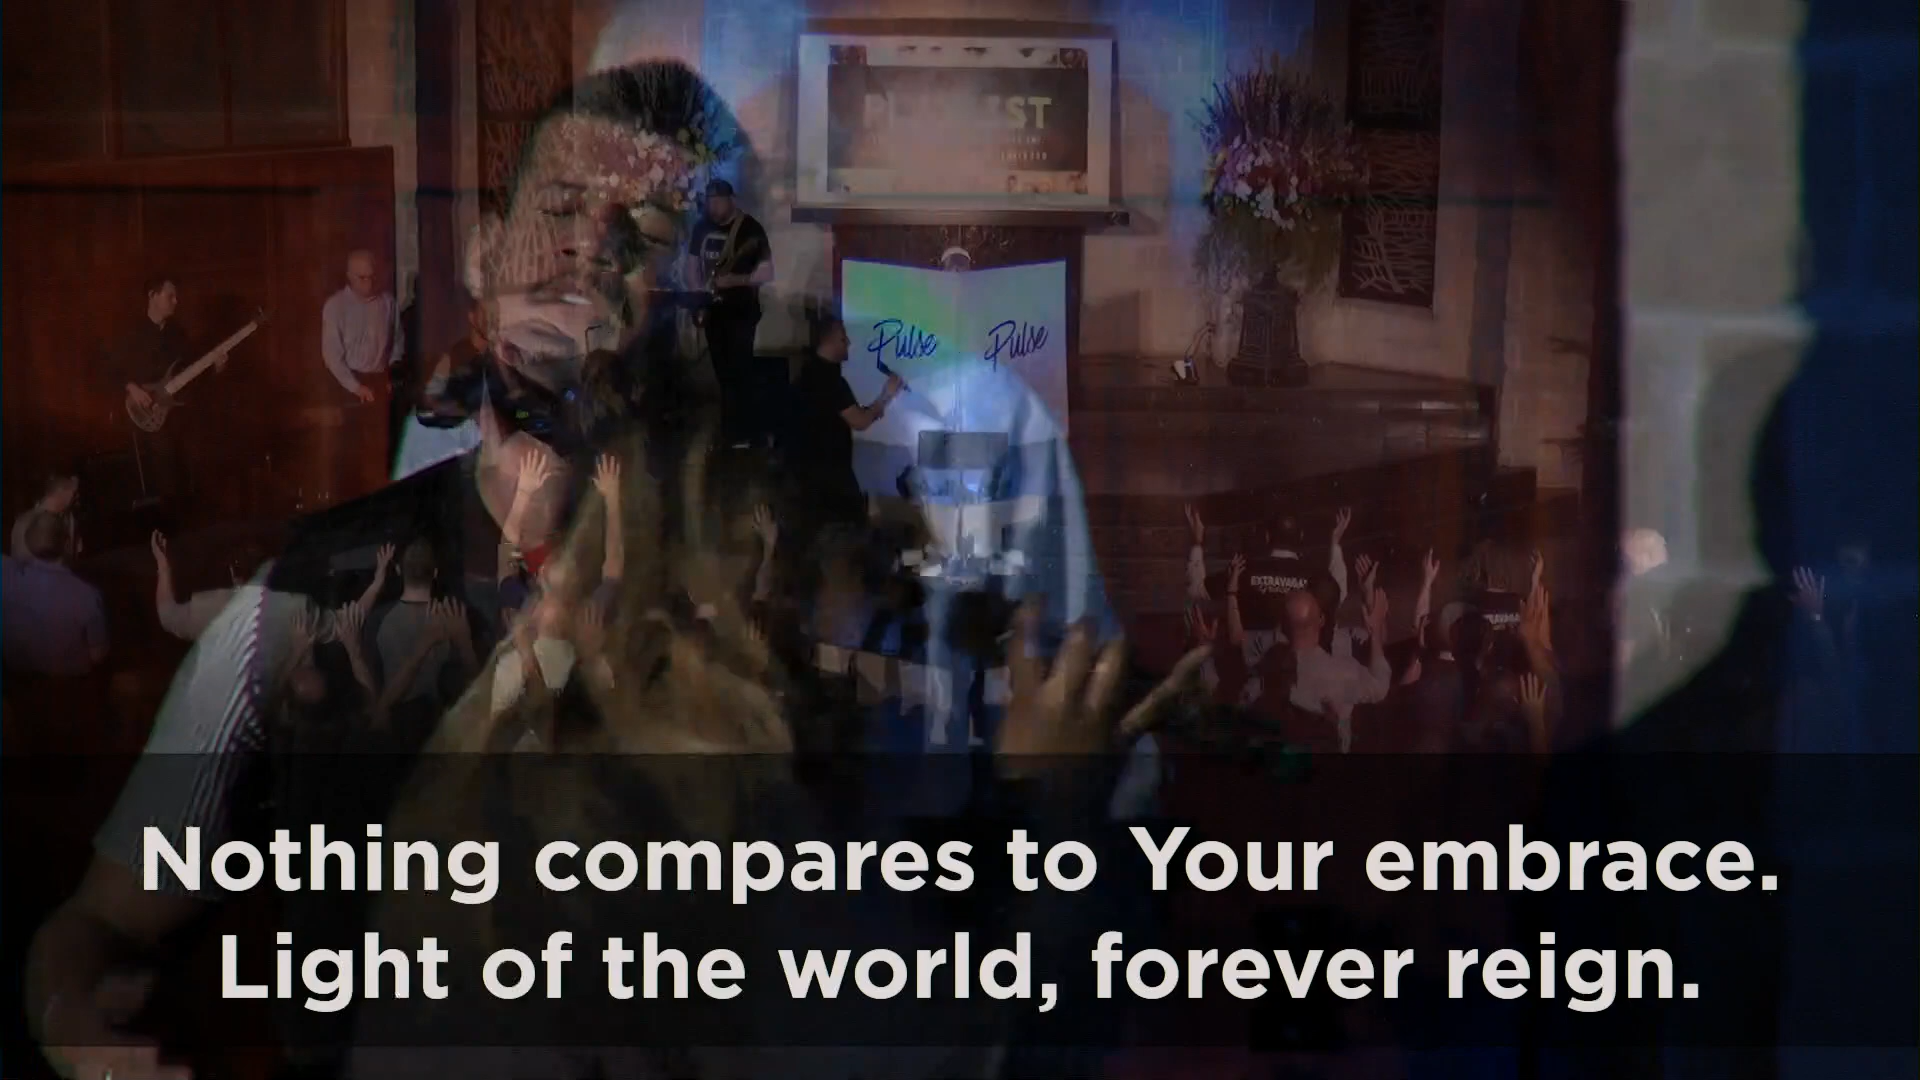 Pulse Pulse
EXTRAVAGA
Nothing compares to Your embrace.
Light of the world, forever reign.